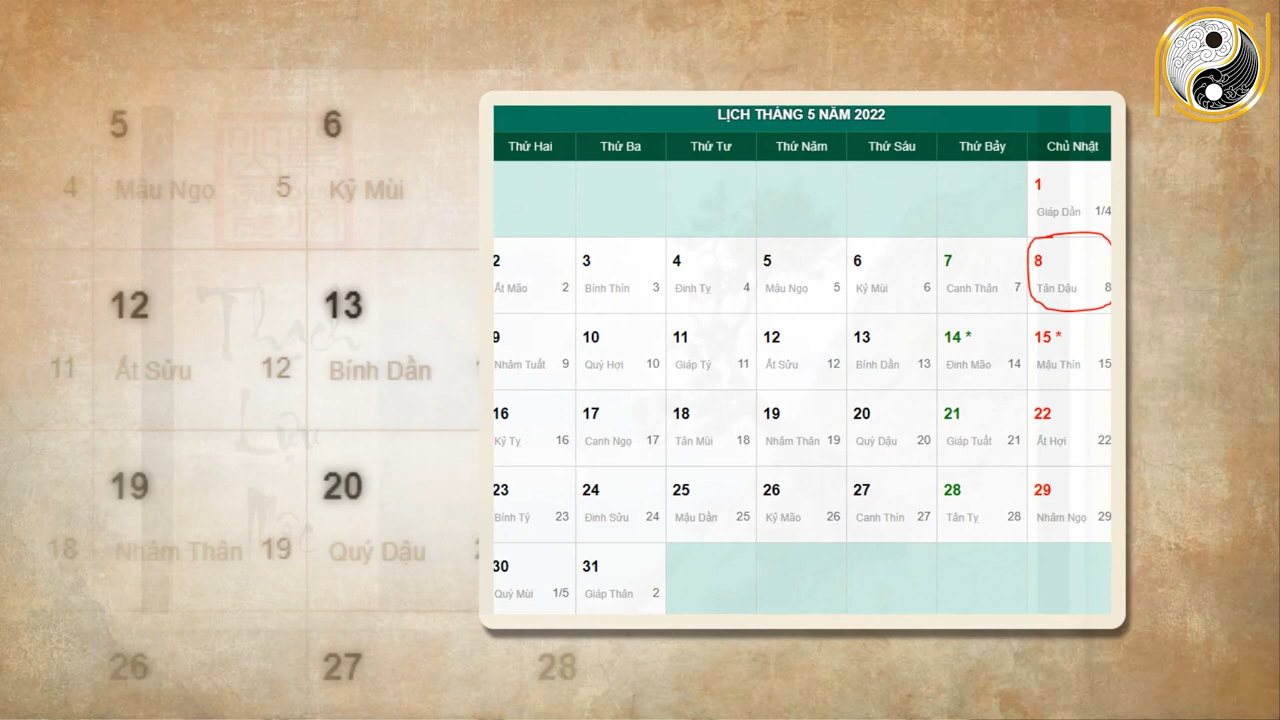 LỊCH THÁNG 5 NĂM 2022
Thứ Hai Thứ Ba Thứ Tư Thứ Năm Thứ Sáu Thứ Bảy Chủ Nhật
1
Giáp Dần 1/4
2 3 4 5 6 7 8
Ất Mão 2 Bính Thìn 3 Đinh Tỵ 4 Mậu Ngọ 5 Kỷ Mùi 6 Canh Thân 7 Tân Dậu 8
9 10 11 12 13 14 * 15 *
Nhâm Tuất 9 Quý Hợi 10 Giáp Tý 11 Ất Sửu 12 Bính Dần 13 Đinh Mão 14 Mậu Thìn 15
16 17 18 19 20 21 22
Kỷ Tỵ 16 Canh Ngọ 17 Tân Mùi 18 Nhâm Thân 19 Quý Dậu 20 Giáp Tuất 21 Ất Hợi 22
23 24 25 26 27 28 29
Bính Tý 23 Đinh Sửu 24 Mậu Dần 25 Kỷ Mão 26 Canh Thìn 27 Tân Tỵ 28 Nhâm Ngọ 29
30 31
Quý Mùi 1/5 Giáp Thân 2
5 6
4 Mậu Ngọ 5 Kỷ Mùi
12 13
11 Ất Sửu 12 Bính Dần
19 20
18 Nhâm Thân 19 Quý Dậu
26 27 28